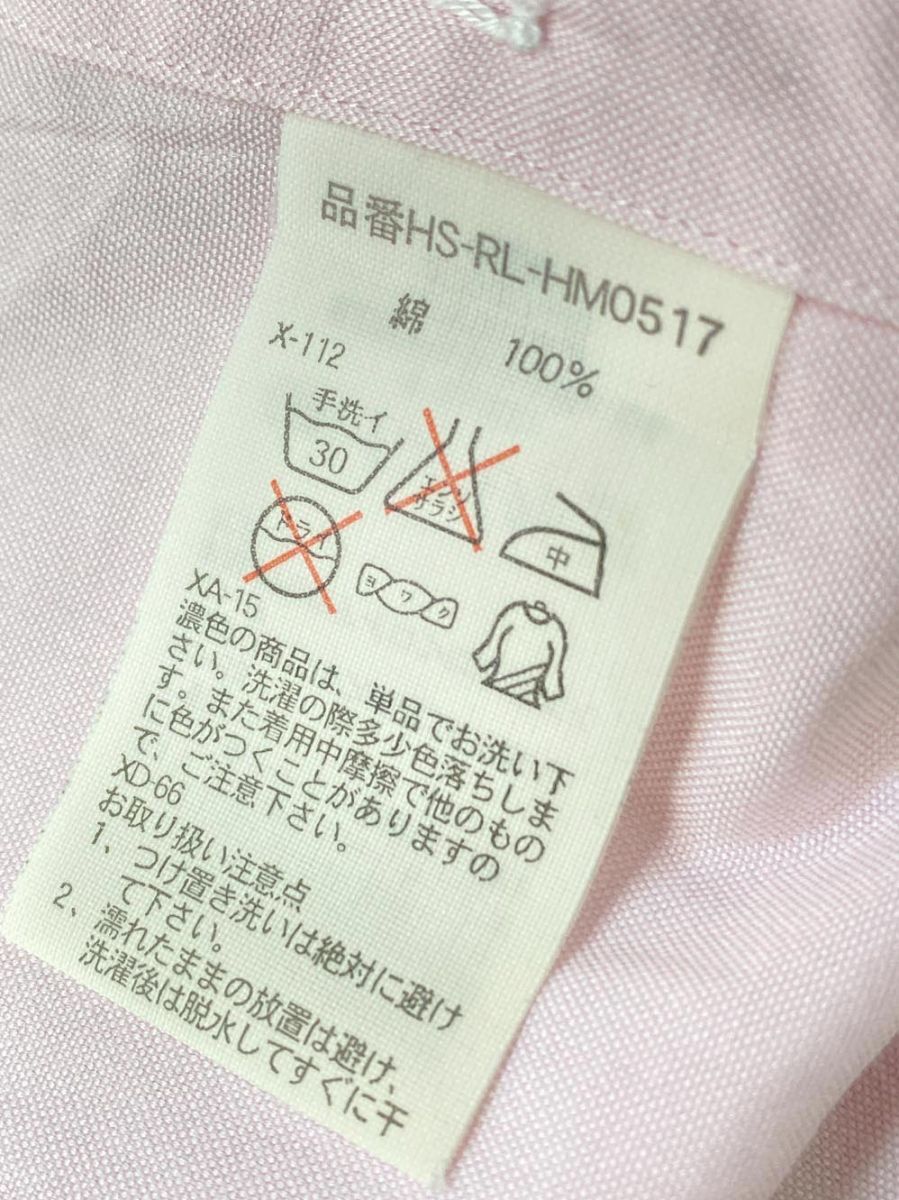 品番HS-RL-HM0517
綿 100%
X-112
手洗イ
30
エンソ
サラシ
中
ドライ
ヨワク
XA-15
濃色の商品は、単品でお洗い下
さい。洗濯の際多少色落ちしま
す。また着用中摩擦で他のもの
に色がつくことがありますの
で、ご注意下さい。
XD-66
お取り扱い注意点
1、つけ置き洗いは絶対に避け
て下さい。
2、濡れたままの放置は避け、
洗濯後は脱水してすぐに干